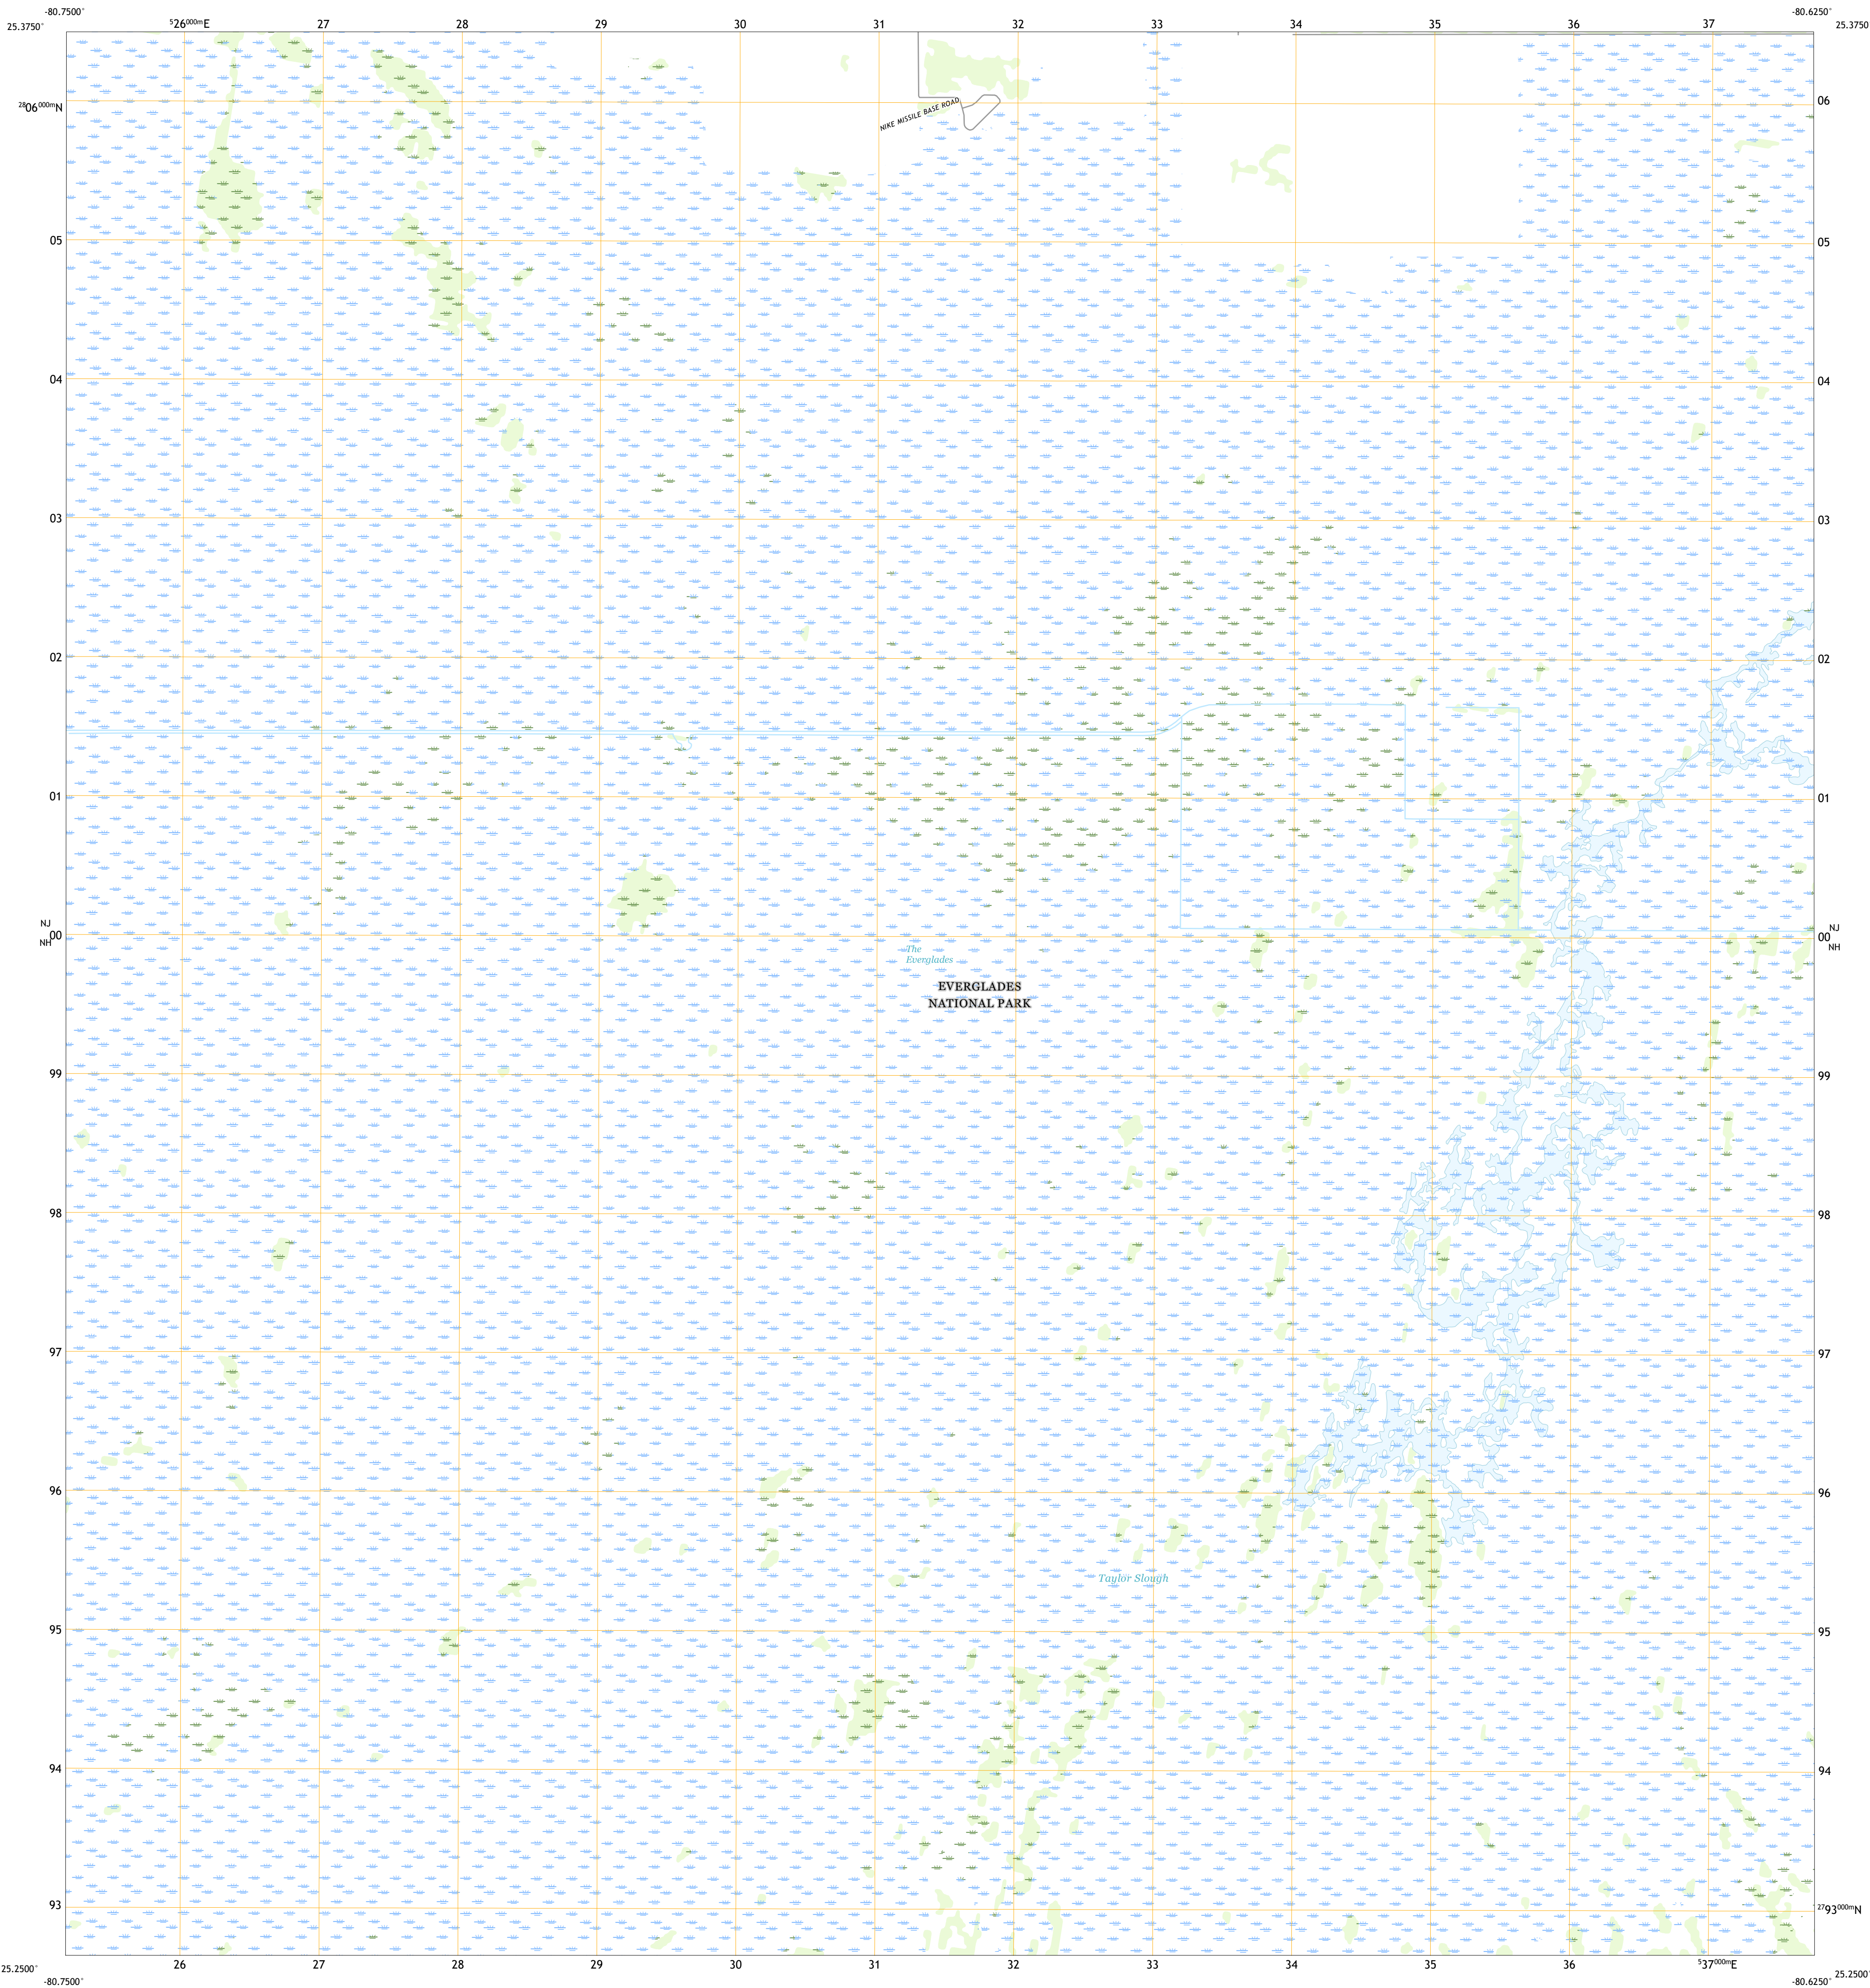 -80.7500° -80.6250°
25.3750° ⁵26⁰⁰⁰ᵐE 27 28 29 30 31 32 33 34 35 36 37 25.3750
²⁸06⁰⁰⁰ᵐN 06
NIKE MISSILE BASE ROAD
05 05
04 04
03 03
02 02
01 01
NJ NJ
00 00
NH NH
The
Everglades
EVERGLADES
NATIONAL PARK
99 99
98 98
97 97
96 96
Taylor Slough
95 95
94 94
93 ²⁷93⁰⁰⁰ᵐN
25.2500° 26 27 28 29 30 31 32 33 34 35 36 ⁵37⁰⁰⁰ᵐE 25.2500°
-80.7500° -80.6250°